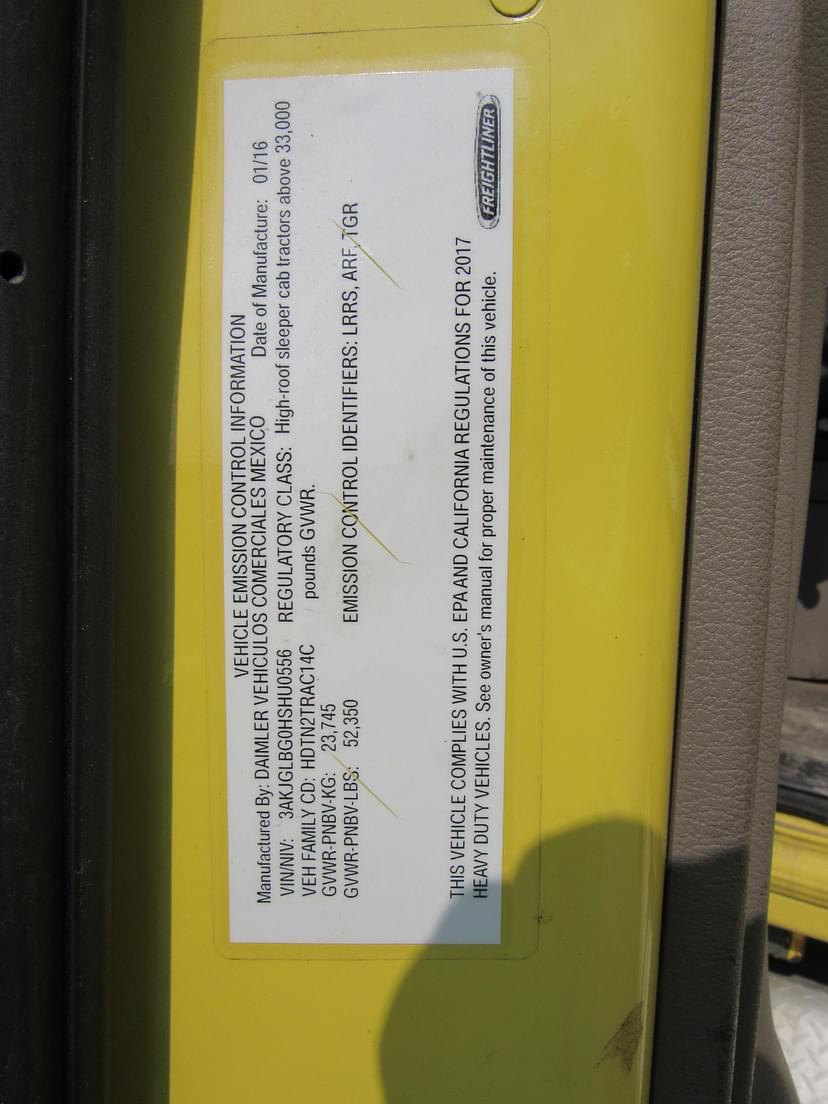 VEHICLE EMISSION CONTROL INFORMATION
Manufactured By: DAIMLER VEHICULOS COMERCIALES MEXICO Date of Manufacture: 01/16
VIN/NIV: 3AKJGLBG0HSHU0556 REGULATORY CLASS: High-roof sleeper cab tractors above 33,000
VEH FAMILY CD: HDTN2TRAC14C pounds GVWR.
GVWR-PNBV-KG: 23,745
GVWR-PNBV-LBS: 52,350 EMISSION CONTROL IDENTIFIERS: LRRS, ARF, TGR
THIS VEHICLE COMPLIES WITH U.S. EPA AND CALIFORNIA REGULATIONS FOR 2017
HEAVY DUTY VEHICLES. See owner's manual for proper maintenance of this vehicle.
FREIGHTLINER®